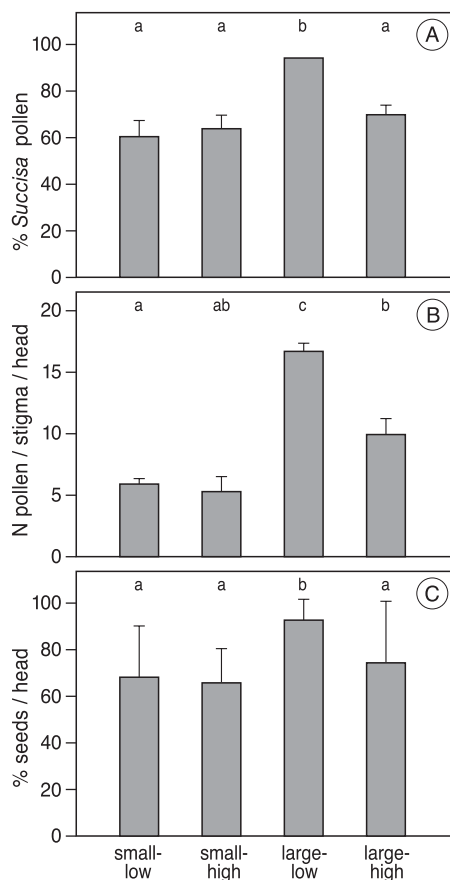 a a b a
A
100
80
60
40
20
0
% Succisa pollen
a ab c b
B
20
15
10
5
0
N pollen / stigma / head
a a b a
C
100
80
60
40
20
0
% seeds / head
small-
low
small-
high
large-
low
large-
high